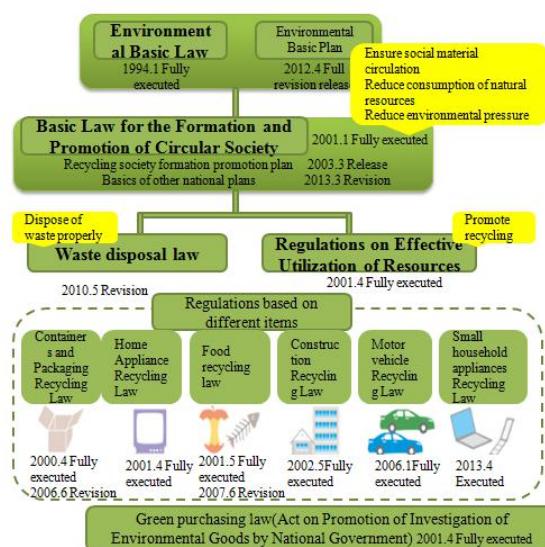 Environment
al Basic Law
1994.1 Fully
executed
Environmental
Basic Plan
2012.4 Full
revision release
Ensure social material
circulation
Reduce consumption of natural
resources
Reduce environmental pressure
Basic Law for the Formation and
Promotion of Circular Society
2001.1 Fully executed
Recycling society formation promotion plan 2003.3 Release
Basics of other national plans 2013.3 Revision
Dispose of
waste properly
Promote
recycling
Waste disposal law
2010.5 Revision
Regulations on Effective
Utilization of Resources
2001.4 Fully executed
Regulations based on
different items
Container
s and
Packaging
Recycling
Law
Home
Appliance
Recycling
Law
Food
recycling
law
Construc
tion
Recyclin
g Law
Motor
vehicle
Recyclin
g Law
Small
household
appliances
Recycling
Law
2000.4 Fully
executed
2006.6 Revision
2001.4 Fully
executed
2001.5 Fully
executed
2007.6 Revision
2002.5Fully
executed
2006.1Fully
executed
2013.4
Executed
Green purchasing law(Act on Promotion of Investigation of
Environmental Goods by National Government) 2001.4 Fully executed